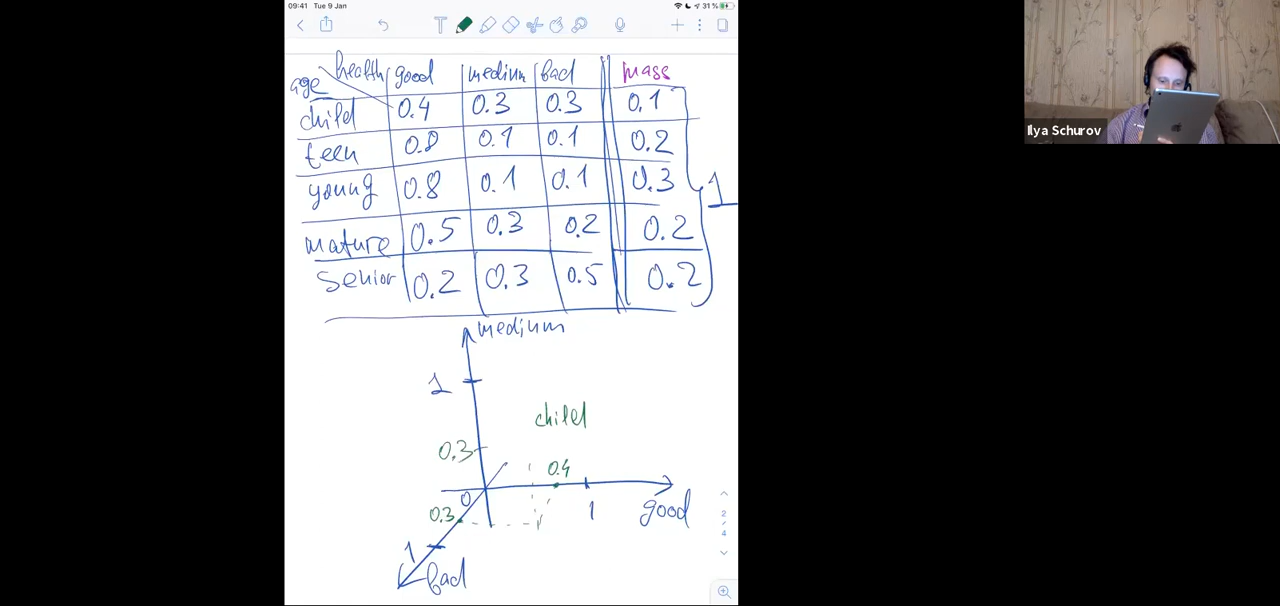 09:41 Tue 9 Jan 31%
T
health good medium bad mass
age
child 0.4 0.3 0.3 0.1
teen 0.8 0.1 0.1 0.2
young 0.8 0.1 0.1 0.3
1
mature 0.5 0.3 0.2 0.2
senior 0.2 0.3 0.5 0.2
medium
1
child
0.3
0.4
0
0.3
1
good
1
bad
2
/
4
Ilya Schurov